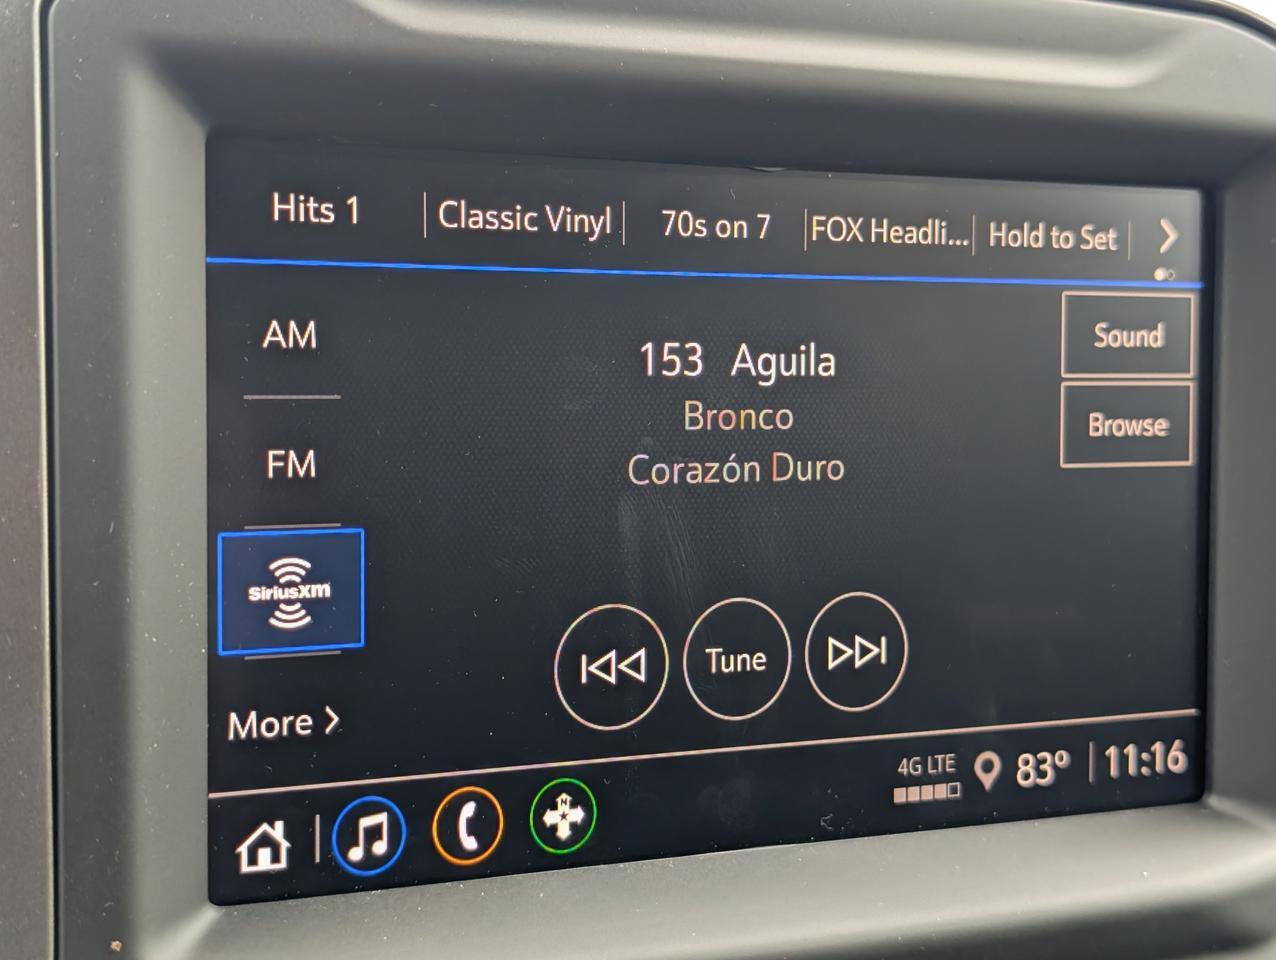 Hits 1
Classic Vinyl
70s on 7
FOX Headli...
Hold to Set
AM
FM
SiriusXm
More
153 Aguila
Bronco
Corazón Duro
Sound
Browse
Tune
4G LTE
83º
11:16
N